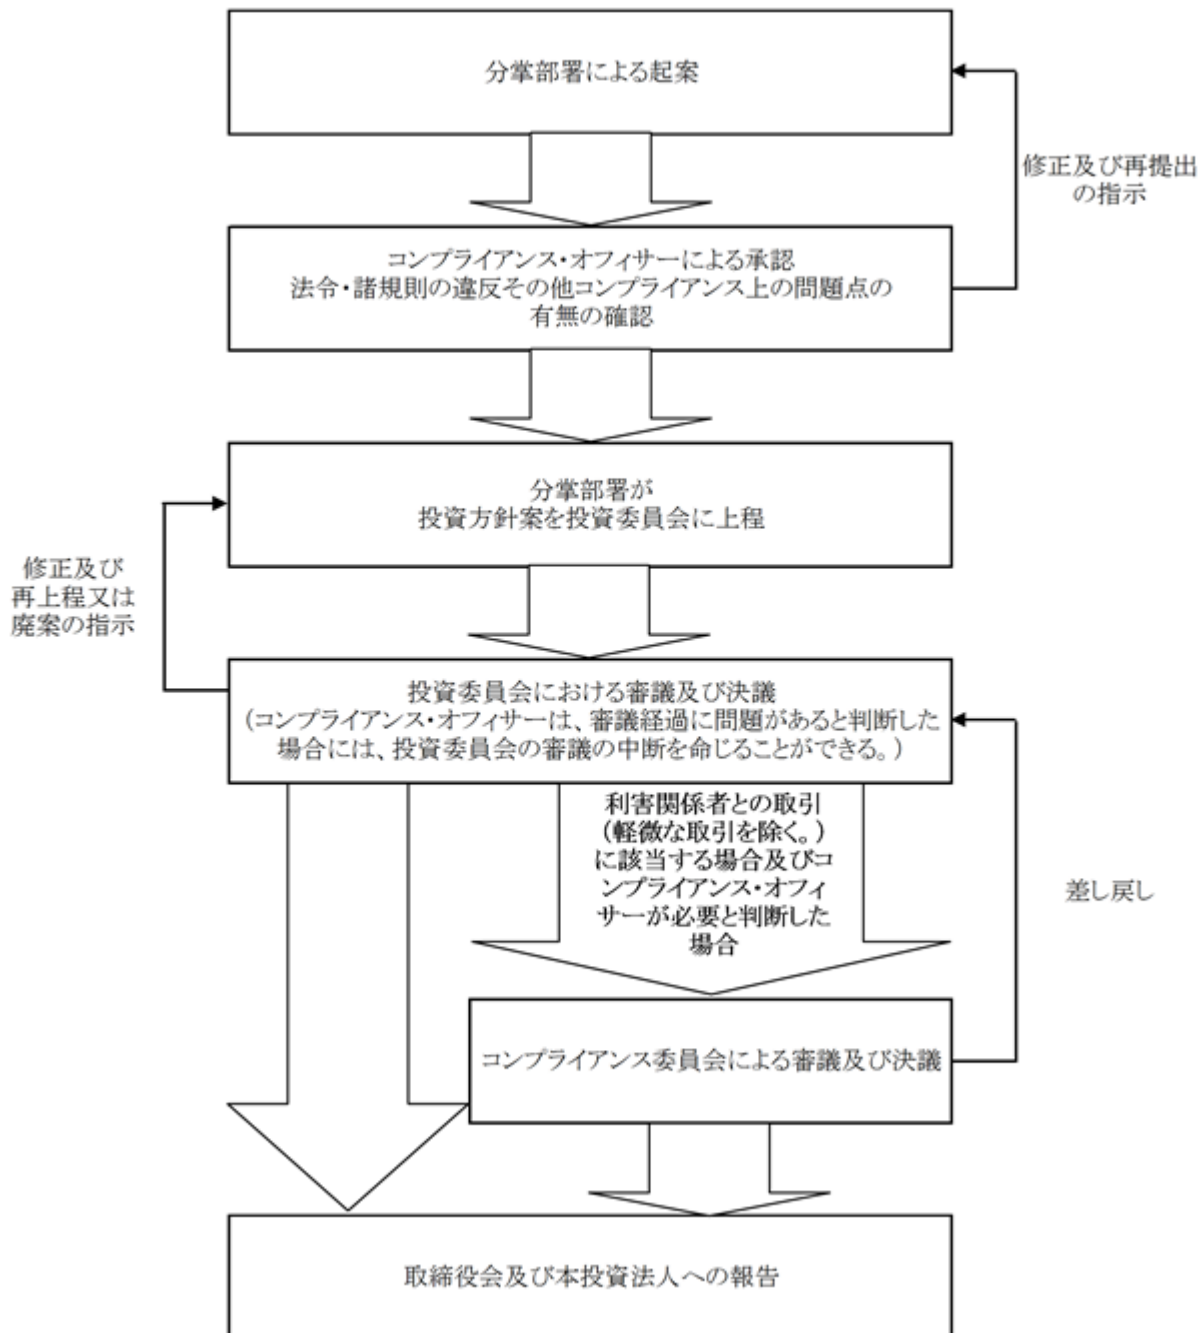 分掌部署による起案
修正及び再提出
の指示
コンプライアンス・オフィサーによる承認
法令・諸規則の違反その他コンプライアンス上の問題点の
有無の確認
分掌部署が
投資方針案を投資委員会に上程
修正及び
再上程又は
廃案の指示
投資委員会における審議及び決議
(コンプライアンス・オフィサーは、審議経過に問題があると判断した
場合には、投資委員会の審議の中断を命じることができる。)
利害関係者との取引
(軽微な取引を除く。)
に該当する場合及びコ
ンプライアンス・オフィ
サーが必要と判断した
場合
差し戻し
コンプライアンス委員会による審議及び決議
取締役会及び本投資法人への報告